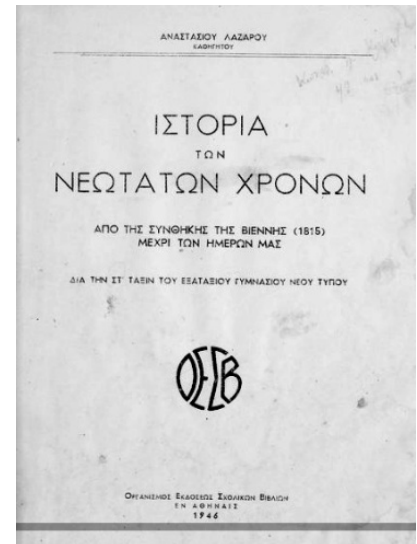 ΑΝΑΣΤΑΣΙΟΥ ΛΑΖΑΡΟΥ
ΚΑΘΗΓΗΤΟΥ
ΙΣΤΟΡΙΑ
ΤΩΝ
ΝΕΩΤΑΤΩΝ ΧΡΟΝΩΝ
ΑΠΟ ΤΗΣ ΣΥΝΘΗΚΗΣ ΤΗΣ ΒΙΕΝΝΗΣ (1815)
ΜΕΧΡΙ ΤΩΝ ΗΜΕΡΩΝ ΜΑΣ
ΔΙΑ ΤΗΝ ΣΤ' ΤΑΞΙΝ ΤΟΥ ΕΞΑΤΑΞΙΟΥ ΓΥΜΝΑΣΙΟΥ ΝΕΟΥ ΤΥΠΟΥ
ΟΕΣΒ
ΟΡΓΑΝΙΣΜΟΣ ΕΚΔΟΣΕΩΣ ΣΧΟΛΙΚΩΝ ΒΙΒΛΙΩΝ
ΕΝ ΑΘΗΝΑΙΣ
1946